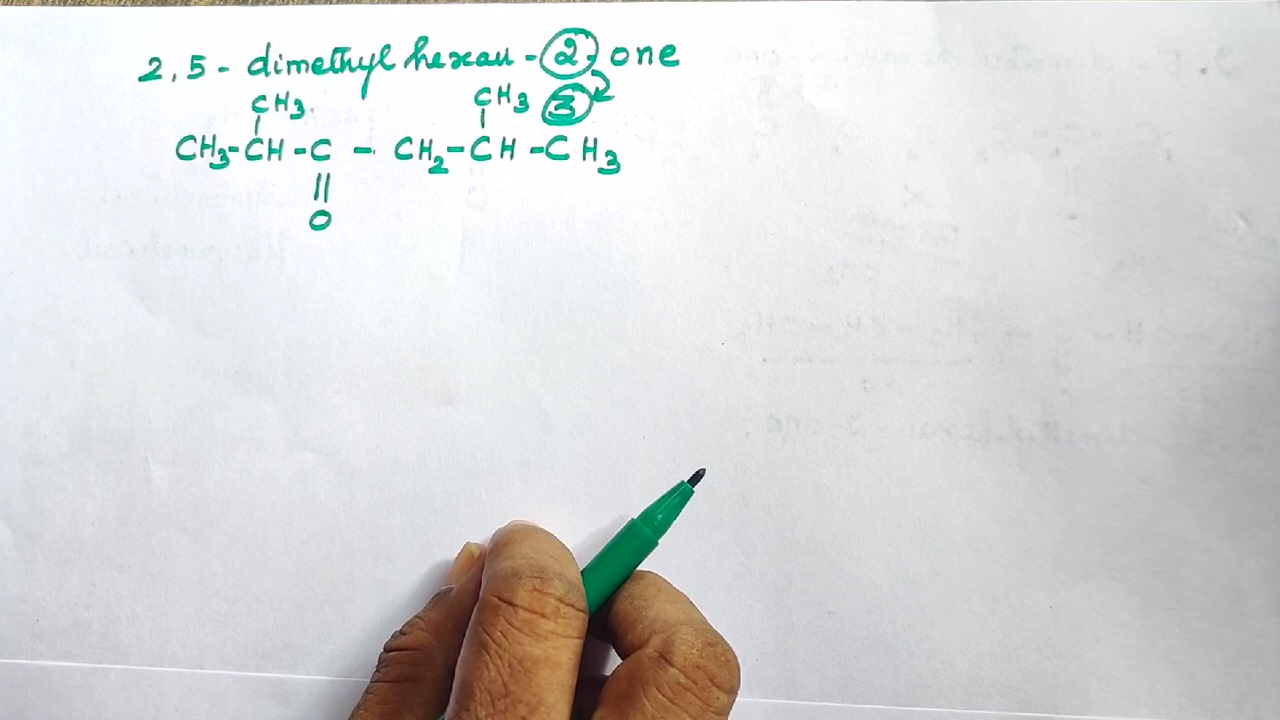 2,5 - dimethyl hexan - 2, one
CH3 CH3 3
CH3-CH-C - CH2-CH-CH3
||
O